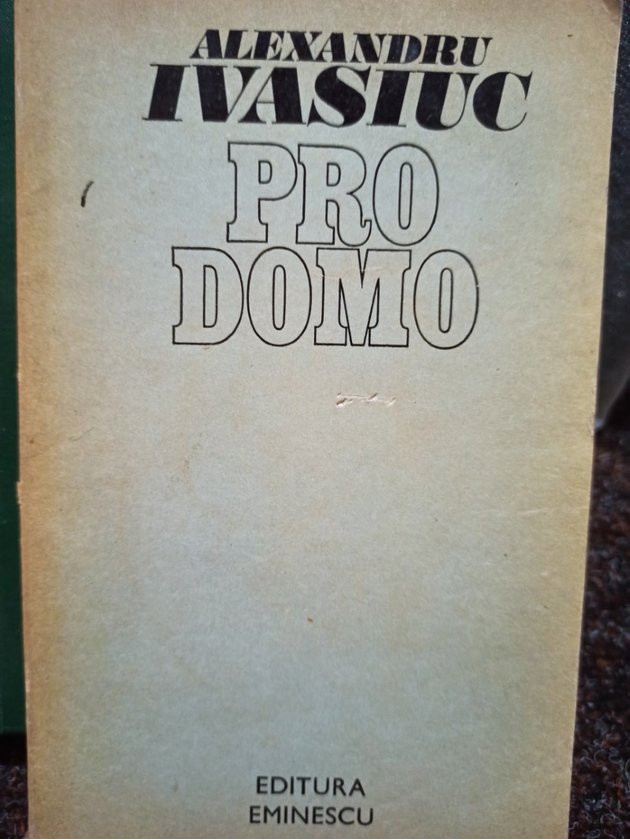 ALEXANDRU
IVASIUC
PRO
DOMO
EDITURA
EMINESCU